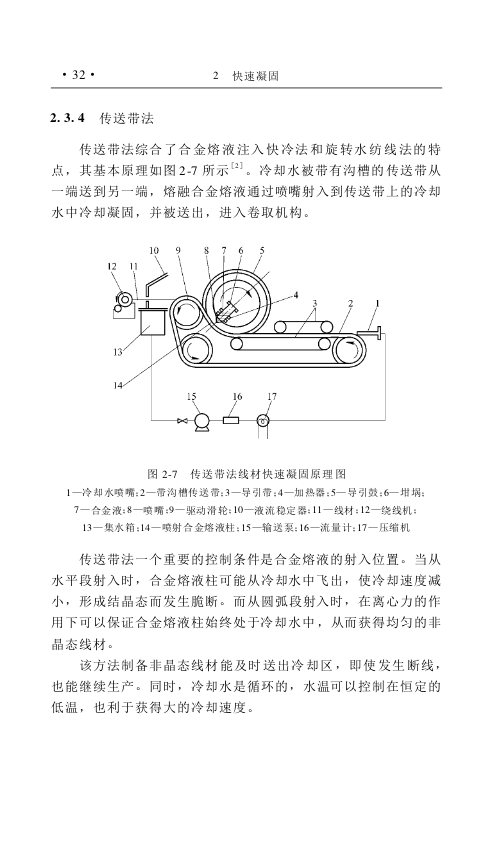 ·32·
2 快速凝固
2.3.4 传送带法
传送带法综合了合金熔液注入快冷法和旋转水纺线法的特
点，其基本原理如图2-7所示[2]。冷却水被带有沟槽的传送带从
一端送到另一端，熔融合金熔液通过喷嘴射入到传送带上的冷却
水中冷却凝固，并被送出，进入卷取机构。
10 9 8 7 6 5
12 11
4
3 2 1
13
14
15 16 17
图 2-7 传送带法线材快速凝固原理图
1—冷却水喷嘴;2—带沟槽传送带;3—导引带;4—加热器;5—导引鼓;6—坩埚;
7—合金液;8—喷嘴;9—驱动滑轮;10—液流稳定器;11—线材;12—绕线机;
13—集水箱;14—喷射合金熔液柱;15—输送泵;16—流量计;17—压缩机
传送带法一个重要的控制条件是合金熔液的射入位置。当从
水平段射入时，合金熔液柱可能从冷却水中飞出，使冷却速度减
小，形成结晶态而发生脆断。而从圆弧段射入时，在离心力的作
用下可以保证合金熔液柱始终处于冷却水中，从而获得均匀的非
晶态线材。
该方法制备非晶态线材能及时送出冷却区，即使发生断线，
也能继续生产。同时，冷却水是循环的，水温可以控制在恒定的
低温，也利于获得大的冷却速度。